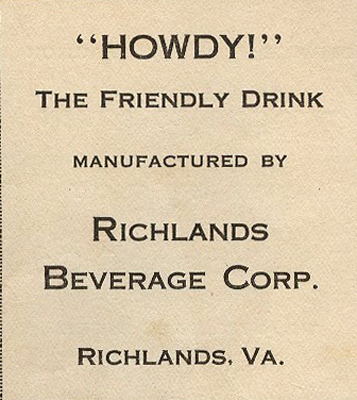 “HOWDY!”
THE FRIENDLY DRINK
MANUFACTURED BY
RICHLANDS
BEVERAGE CORP.
RICHLANDS, VA.